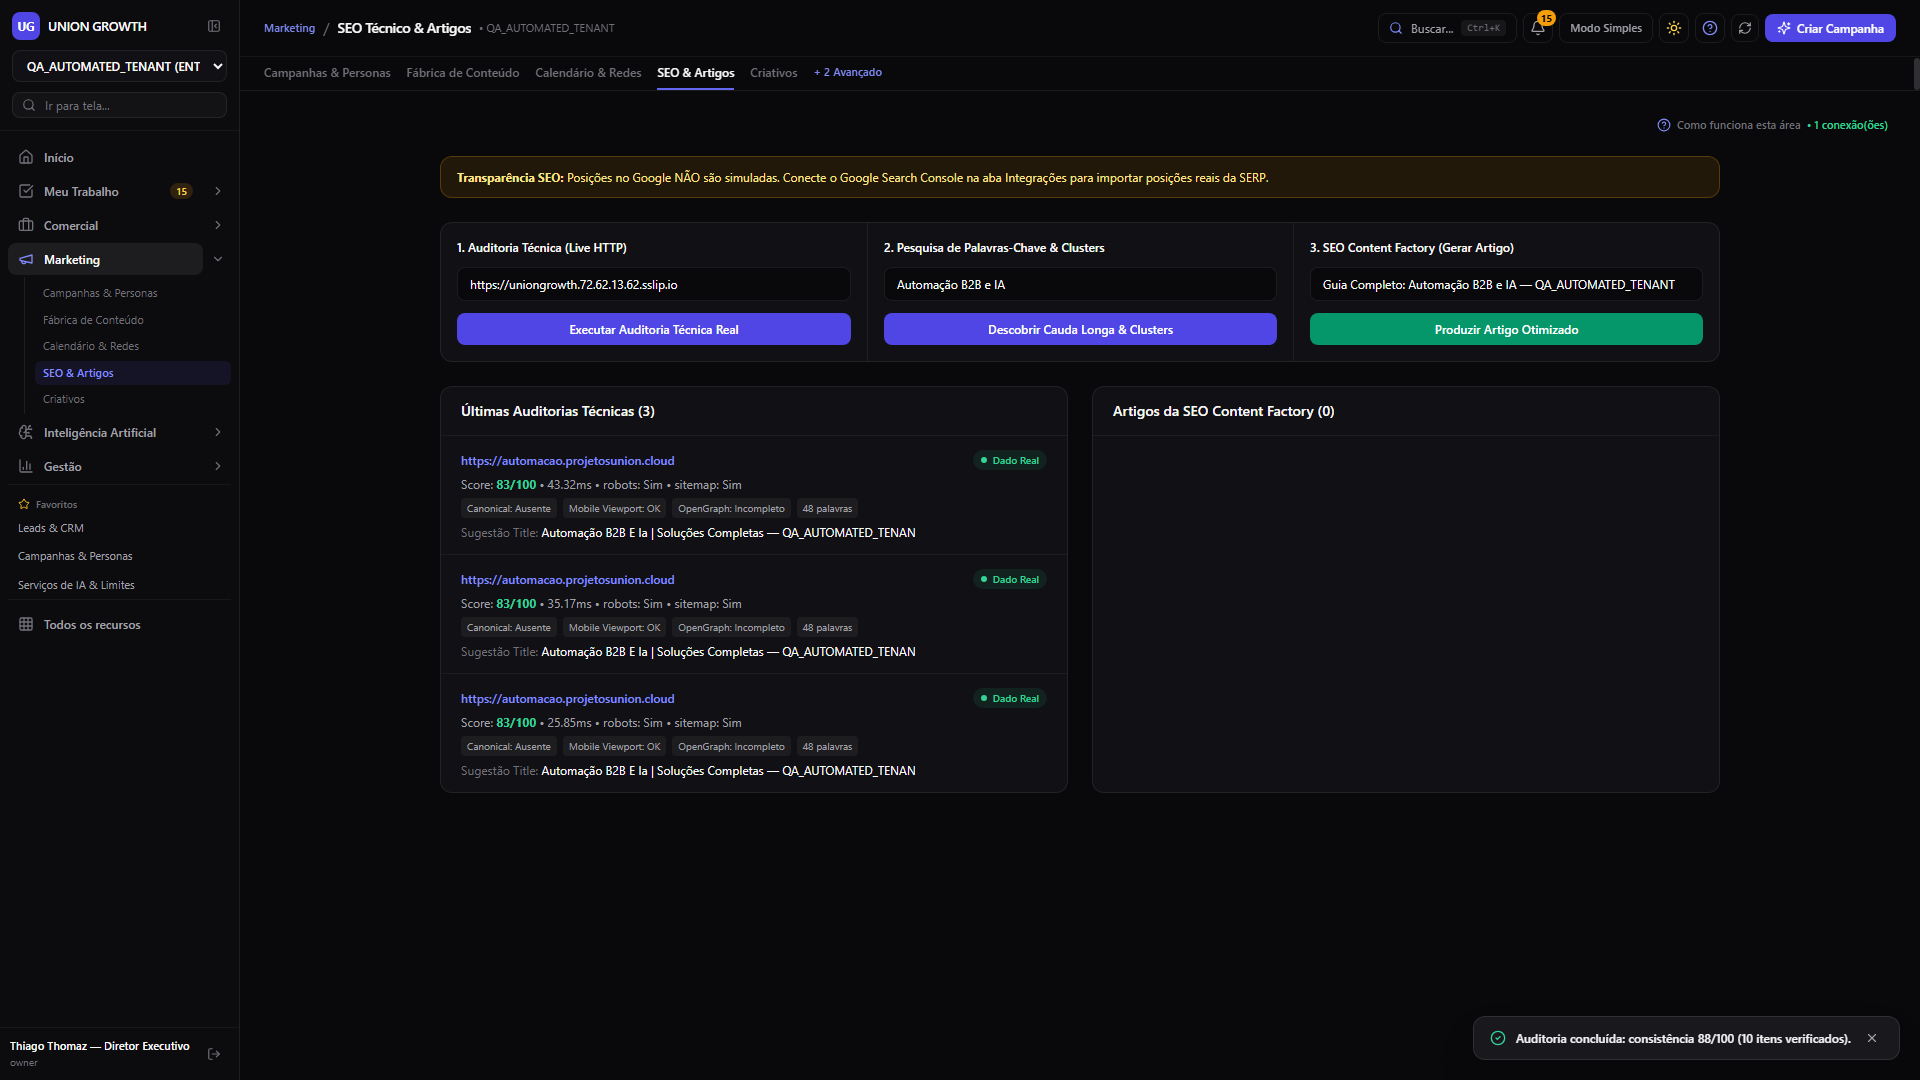 UG UNION GROWTH
QA_AUTOMATED_TENANT (ENT
Ir para tela...
Início
Meu Trabalho 15
Comercial
Marketing
Campanhas & Personas
Fábrica de Conteúdo
Calendário & Redes
SEO & Artigos
Criativos
Inteligência Artificial
Gestão
Favoritos
Leads & CRM
Campanhas & Personas
Serviços de IA & Limites
Todos os recursos
Thiago Thomaz — Diretor Executivo
owner
Marketing / SEO Técnico & Artigos • QA_AUTOMATED_TENANT
Buscar... Ctrl+K
15
Modo Simples
Criar Campanha
Campanhas & Personas Fábrica de Conteúdo Calendário & Redes SEO & Artigos Criativos + 2 Avançado
Como funciona esta área • 1 conexão(ões)
Transparência SEO: Posições no Google NÃO são simuladas. Conecte o Google Search Console na aba Integrações para importar posições reais da SERP.
1. Auditoria Técnica (Live HTTP)
https://uniongrowth.72.62.13.62.sslip.io
Executar Auditoria Técnica Real
2. Pesquisa de Palavras-Chave & Clusters
Automação B2B e IA
Descobrir Cauda Longa & Clusters
3. SEO Content Factory (Gerar Artigo)
Guia Completo: Automação B2B e IA — QA_AUTOMATED_TENANT
Produzir Artigo Otimizado
Últimas Auditorias Técnicas (3)
https://automacao.projetosunion.cloud Dado Real
Score: 83/100 • 43.32ms • robots: Sim • sitemap: Sim
Canonical: Ausente Mobile Viewport: OK OpenGraph: Incompleto 48 palavras
Sugestão Title: Automação B2B E Ia | Soluções Completas — QA_AUTOMATED_TENAN
https://automacao.projetosunion.cloud Dado Real
Score: 83/100 • 35.17ms • robots: Sim • sitemap: Sim
Canonical: Ausente Mobile Viewport: OK OpenGraph: Incompleto 48 palavras
Sugestão Title: Automação B2B E Ia | Soluções Completas — QA_AUTOMATED_TENAN
https://automacao.projetosunion.cloud Dado Real
Score: 83/100 • 25.85ms • robots: Sim • sitemap: Sim
Canonical: Ausente Mobile Viewport: OK OpenGraph: Incompleto 48 palavras
Sugestão Title: Automação B2B E Ia | Soluções Completas — QA_AUTOMATED_TENAN
Artigos da SEO Content Factory (0)
Auditoria concluída: consistência 88/100 (10 itens verificados).